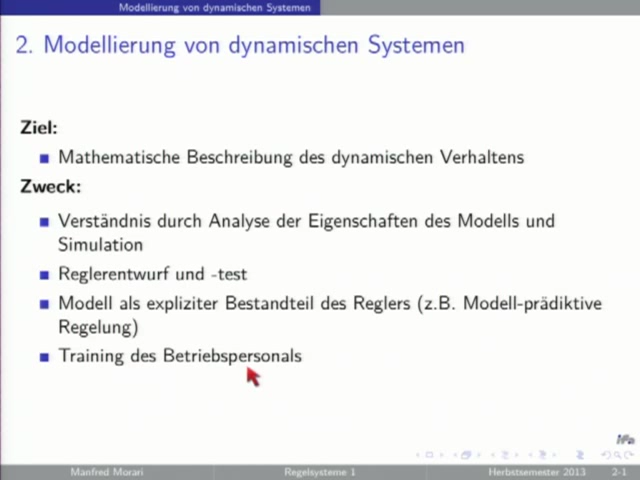 Modellierung von dynamischen Systemen
2. Modellierung von dynamischen Systemen
Ziel:
Mathematische Beschreibung des dynamischen Verhaltens
Zweck:
Verständnis durch Analyse der Eigenschaften des Modells und
Simulation
Reglerentwurf und -test
Modell als expliziter Bestandteil des Reglers (z.B. Modell-prädiktive
Regelung)
Training des Betriebspersonals
Manfred Morari Regelsysteme 1 Herbstsemester 2013 2-1